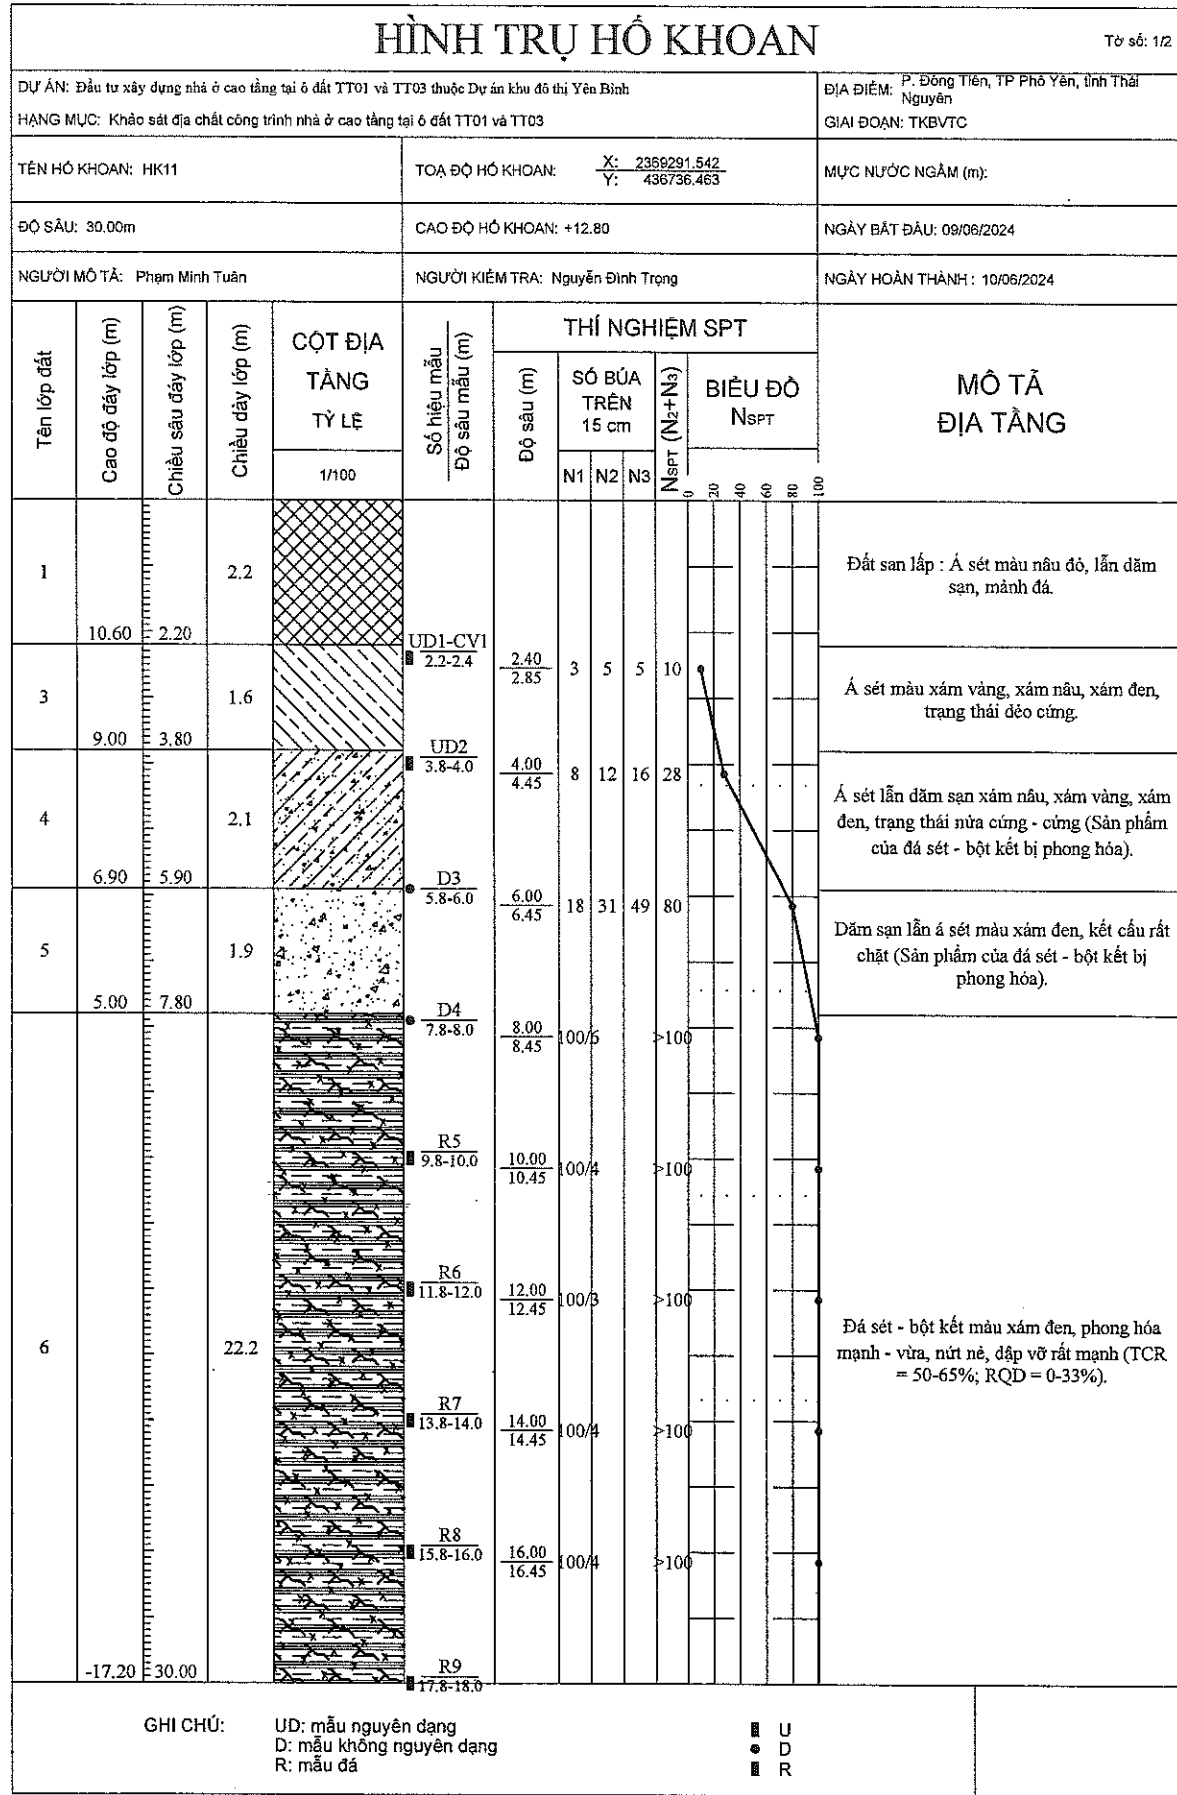 HÌNH TRỤ HỐ KHOAN
Tờ số: 1/2
DỰ ÁN: Đầu tư xây dựng nhà ở cao tầng tại ô đất TT01 và TT03 thuộc Dự án khu đô thị Yên Bình
HẠNG MỤC: Khảo sát địa chất công trình nhà ở cao tầng tại ô đất TT01 và TT03
ĐỊA ĐIỂM: P. Đồng Tiến, TP Phổ Yên, tỉnh Thái
Nguyên
GIAI ĐOẠN: TKBVTC
TÊN HỐ KHOAN: HK11
TOẠ ĐỘ HỐ KHOAN:
X: 2369291.542
Y: 436736.463
MỰC NƯỚC NGẦM (m):
ĐỘ SÂU: 30.00m
CAO ĐỘ HỐ KHOAN: +12.80
NGÀY BẮT ĐẦU: 09/06/2024
NGƯỜI MÔ TẢ: Phạm Minh Tuân
NGƯỜI KIỂM TRA: Nguyễn Đình Trọng
NGÀY HOÀN THÀNH : 10/06/2024
Tên lớp đất
Cao độ đáy lớp (m)
Chiều sâu đáy lớp (m)
Chiều dày lớp (m)
CỘT ĐỊA
TẦNG
TỶ LỆ
1/100
Số hiệu mẫu
Độ sâu mẫu (m)
THÍ NGHIỆM SPT
Độ sâu (m)
SỐ BÚA
TRÊN
15 cm
N1 N2 N3
NSPT (N2+N3)
BIỂU ĐỒ
NSPT
0 20 40 60 80 100
MÔ TẢ
ĐỊA TẦNG
1
2.2
10.60 2.20
Đất san lấp : Á sét màu nâu đỏ, lẫn dăm
sạn, mảnh đá.
UD1-CV1
2.2-2.4
2.40
2.85
3 5 5 10
3
1.6
9.00 3.80
Á sét màu xám vàng, xám nâu, xám đen,
trạng thái dẻo cứng.
UD2
3.8-4.0
4.00
4.45
8 12 16 28
4
2.1
6.90 5.90
Á sét lẫn dăm sạn xám nâu, xám vàng, xám
đen, trạng thái nửa cứng - cứng (Sản phẩm
của đá sét - bột kết bị phong hóa).
D3
5.8-6.0
6.00
6.45
18 31 49 80
5
1.9
5.00 7.80
Dăm sạn lẫn á sét màu xám đen, kết cấu rất
chặt (Sản phẩm của đá sét - bột kết bị
phong hóa).
D4
7.8-8.0
8.00
8.45
100/5 >100
R5
9.8-10.0
10.00
10.45
100/4 >100
R6
11.8-12.0
12.00
12.45
100/3 >100
6
22.2
Đá sét - bột kết màu xám đen, phong hóa
mạnh - vừa, nứt nẻ, dập vỡ rất mạnh (TCR
= 50-65%; RQD = 0-33%).
R7
13.8-14.0
14.00
14.45
100/4 >100
R8
15.8-16.0
16.00
16.45
100/4 >100
-17.20 30.00
R9
17.8-18.0
GHI CHÚ:
UD: mẫu nguyên dạng
D: mẫu không nguyên dạng
R: mẫu đá
U
D
R